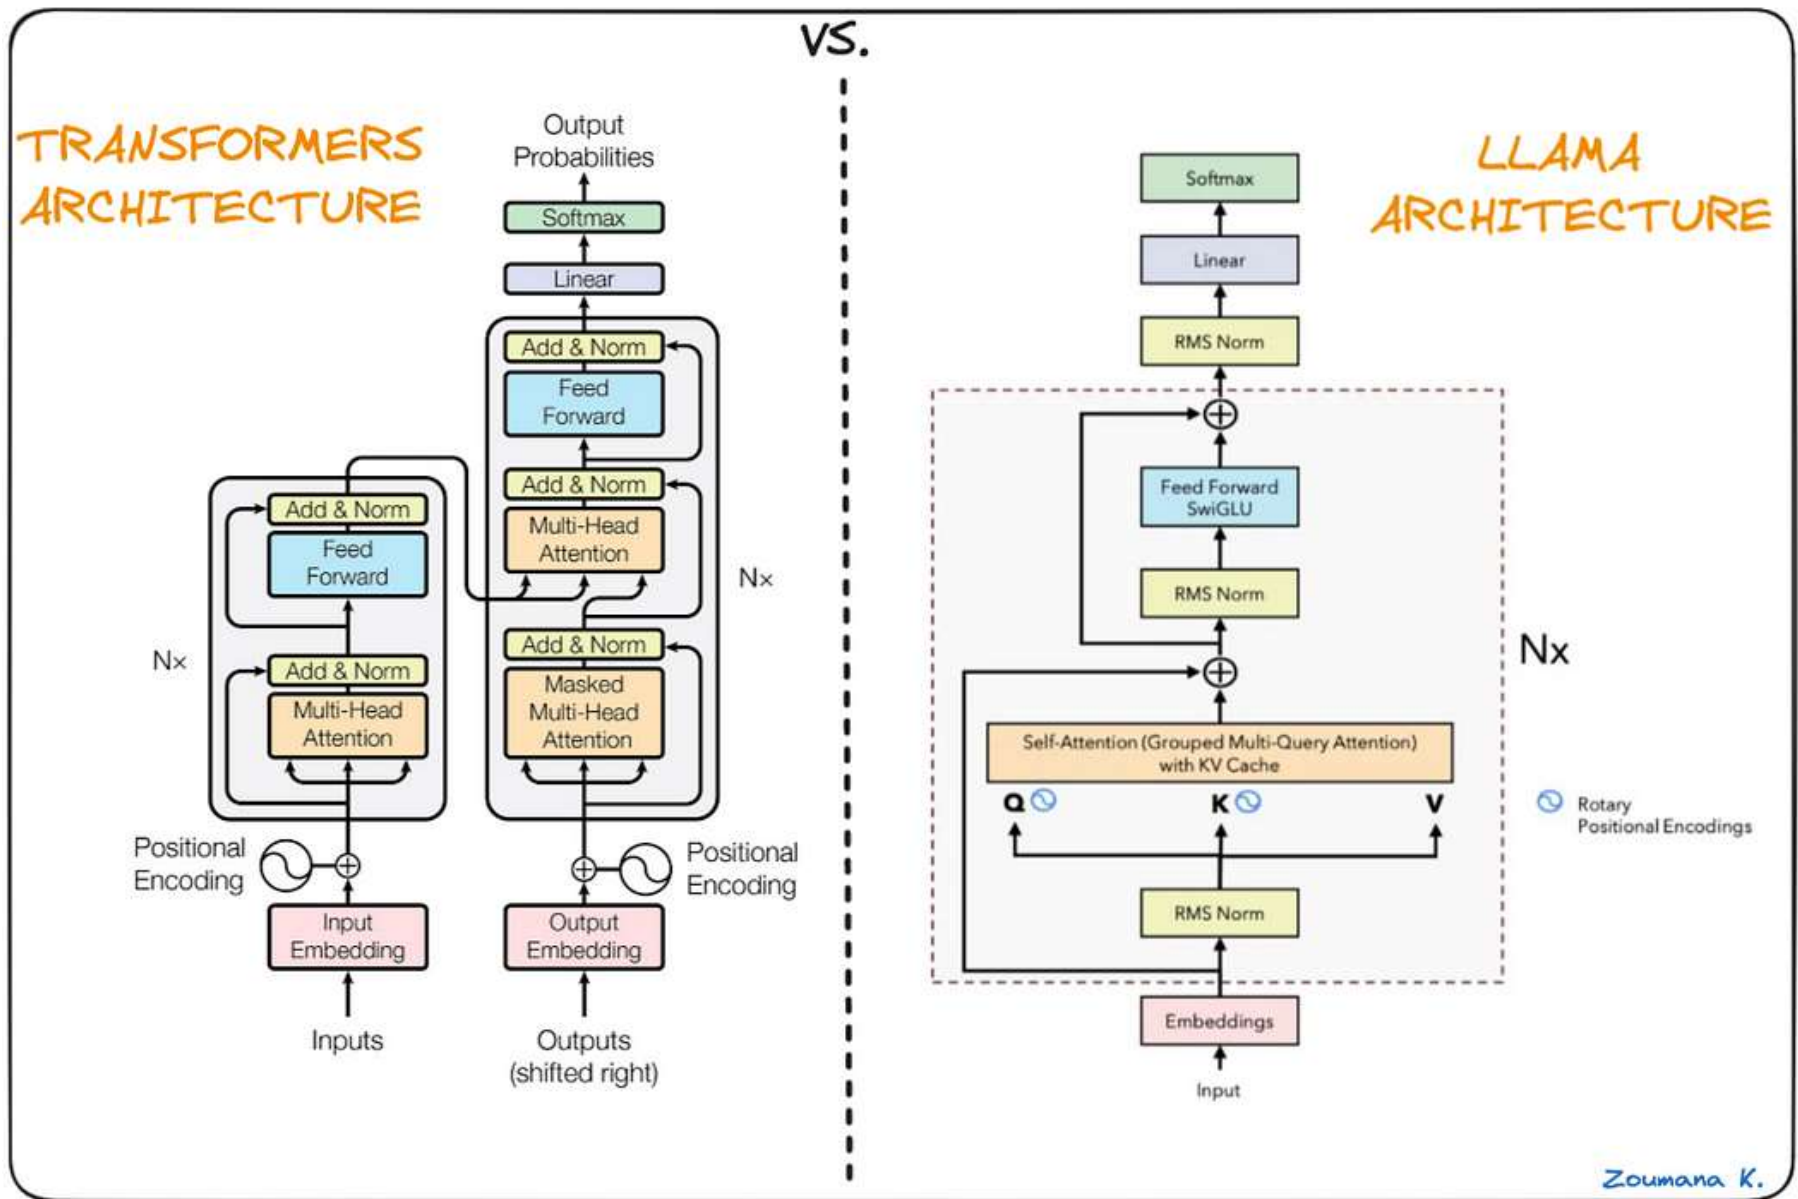 VS.
TRANSFORMERS
ARCHITECTURE
Output
Probabilities
Softmax
Linear
Add & Norm
Feed
Forward
Add & Norm
Multi-Head
Attention
Nx
Add & Norm
Masked
Multi-Head
Attention
Add & Norm
Feed
Forward
Nx
Add & Norm
Multi-Head
Attention
Positional
Encoding
Positional
Encoding
Input
Embedding
Output
Embedding
Inputs
Outputs
(shifted right)
LLAMA
ARCHITECTURE
Softmax
Linear
RMS Norm
Feed Forward
SwiGLU
RMS Norm
Nx
Self-Attention (Grouped Multi-Query Attention)
with KV Cache
Q
K
V
Rotary
Positional Encodings
RMS Norm
Embeddings
Input
Zoumana K.